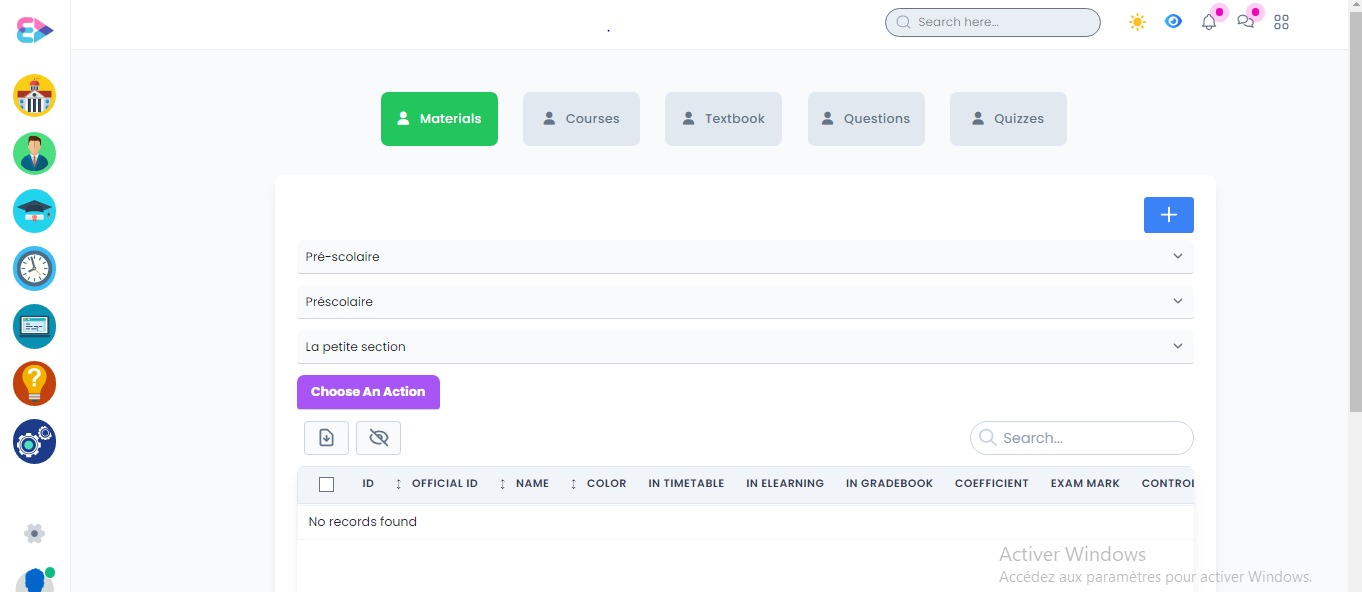 Search here...
Materials
Courses
Textbook
Questions
Quizzes
Pré-scolaire
Préscolaire
La petite section
Choose An Action
Search...
ID OFFICIAL ID NAME COLOR IN TIMETABLE IN ELEARNING IN GRADEBOOK COEFFICIENT EXAM MARK CONTROL
No records found
Activer Windows
Accédez aux paramètres pour activer Windows.